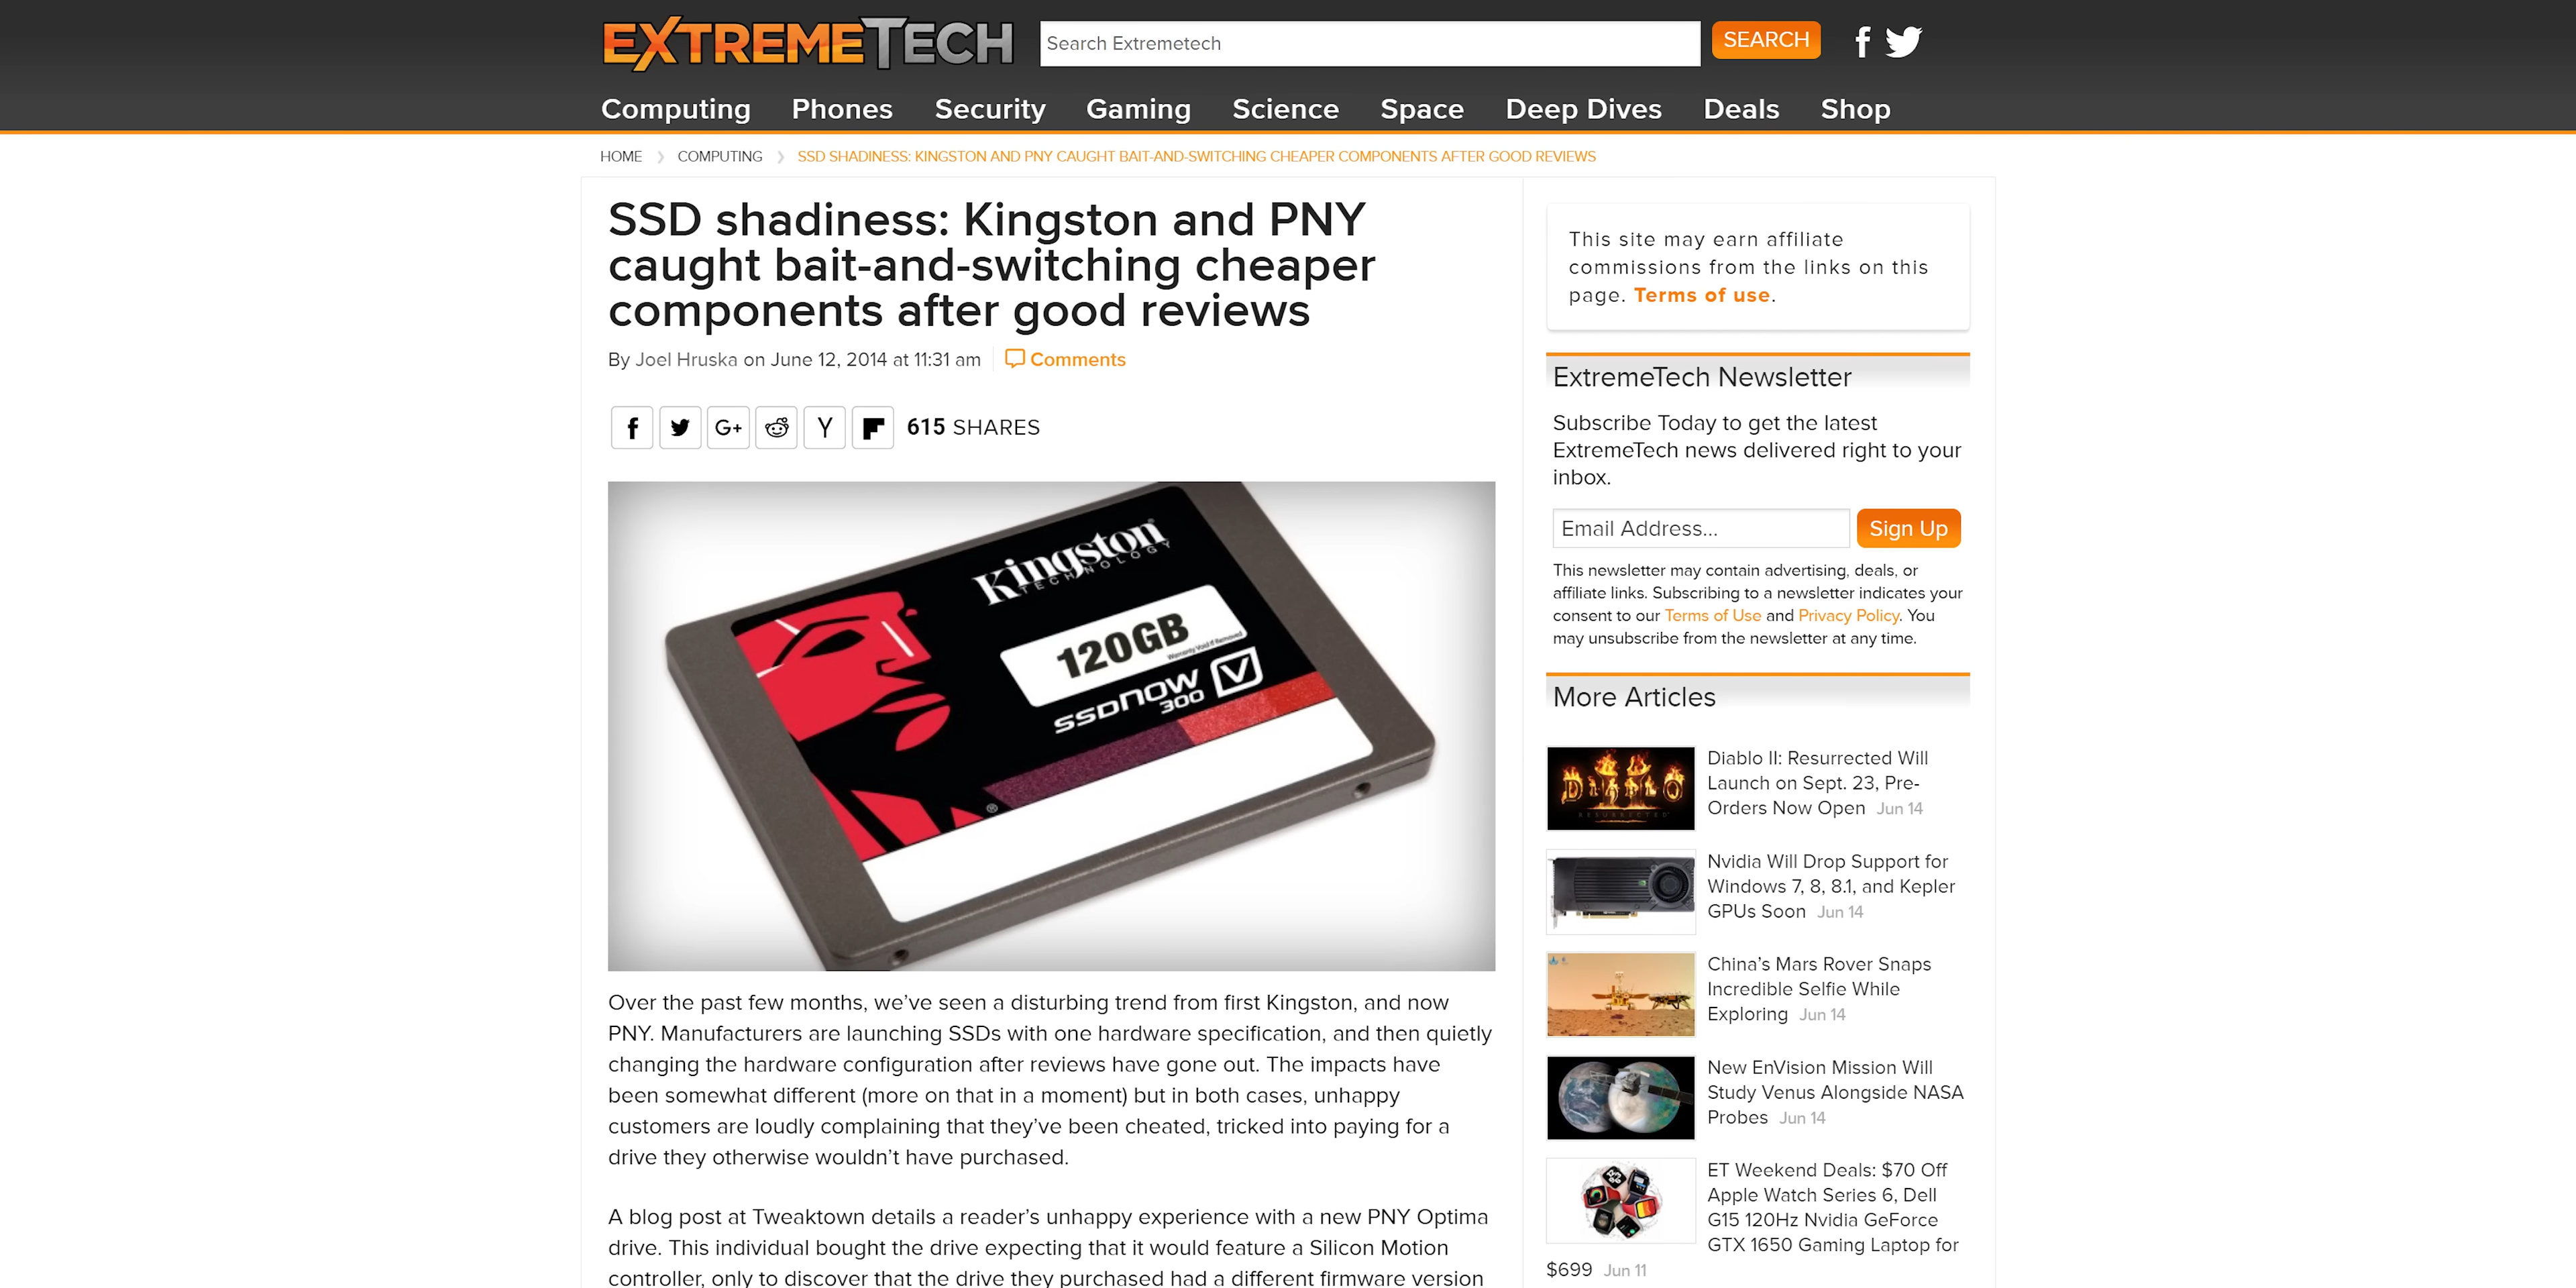 EXTREMETECH
Search Extremetech
SEARCH
Computing Phones Security Gaming Science Space Deep Dives Deals Shop
HOME COMPUTING SSD SHADINESS: KINGSTON AND PNY CAUGHT BAIT-AND-SWITCHING CHEAPER COMPONENTS AFTER GOOD REVIEWS
SSD shadiness: Kingston and PNY
caught bait-and-switching cheaper
components after good reviews
By Joel Hruska on June 12, 2014 at 11:31 am Comments
G+ 615 SHARES
Kingston
TECHNOLOGY
120GB
Warranty Void If Removed
SSDNOW V
300
Over the past few months, we’ve seen a disturbing trend from first Kingston, and now
PNY. Manufacturers are launching SSDs with one hardware specification, and then quietly
changing the hardware configuration after reviews have gone out. The impacts have
been somewhat different (more on that in a moment) but in both cases, unhappy
customers are loudly complaining that they’ve been cheated, tricked into paying for a
drive they otherwise wouldn’t have purchased.
A blog post at Tweaktown details a reader’s unhappy experience with a new PNY Optima
drive. This individual bought the drive expecting that it would feature a Silicon Motion
controller, only to discover that the drive they purchased had a different firmware version
This site may earn affiliate
commissions from the links on this
page. Terms of use.
ExtremeTech Newsletter
Subscribe Today to get the latest
ExtremeTech news delivered right to your
inbox.
Email Address...
Sign Up
This newsletter may contain advertising, deals, or
affiliate links. Subscribing to a newsletter indicates your
consent to our Terms of Use and Privacy Policy. You
may unsubscribe from the newsletter at any time.
More Articles
DIABLO
RESURRECTED
Diablo II: Resurrected Will
Launch on Sept. 23, Pre-
Orders Now Open Jun 14
Nvidia Will Drop Support for
Windows 7, 8, 8.1, and Kepler
GPUs Soon Jun 14
China’s Mars Rover Snaps
Incredible Selfie While
Exploring Jun 14
New EnVision Mission Will
Study Venus Alongside NASA
Probes Jun 14
ET Weekend Deals: $70 Off
Apple Watch Series 6, Dell
G15 120Hz Nvidia GeForce
GTX 1650 Gaming Laptop for
$699 Jun 11